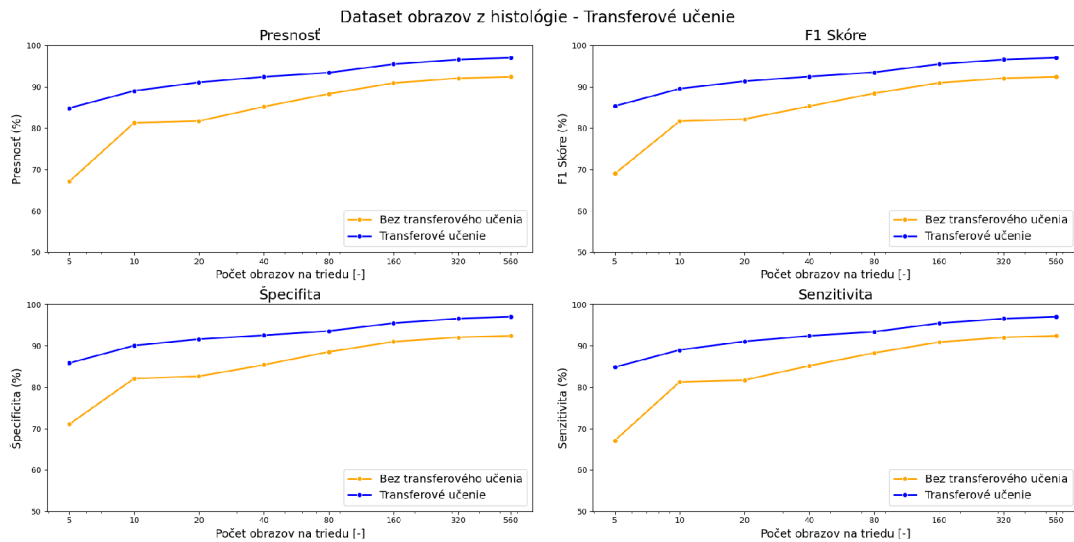 Dataset obrazov z histológie - Transferové učenie
Presnosť
100
90
80
70
60
50
Presnosť (%)
5 10 20 40 80 160 320 560
Počet obrazov na triedu [-]
Bez transferového učenia
Transferové učenie
F1 Skóre
100
90
80
70
60
50
F1 Skóre (%)
5 10 20 40 80 160 320 560
Počet obrazov na triedu [-]
Bez transferového učenia
Transferové učenie
Špecifita
100
90
80
70
60
50
Špecificita (%)
5 10 20 40 80 160 320 560
Počet obrazov na triedu [-]
Bez transferového učenia
Transferové učenie
Senzitivita
100
90
80
70
60
50
Senzitivita (%)
5 10 20 40 80 160 320 560
Počet obrazov na triedu [-]
Bez transferového učenia
Transferové učenie